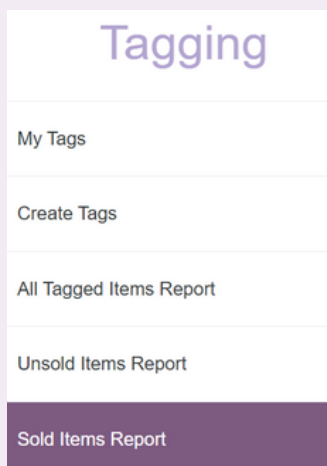 Tagging
My Tags
Create Tags
All Tagged Items Report
Unsold Items Report
Sold Items Report